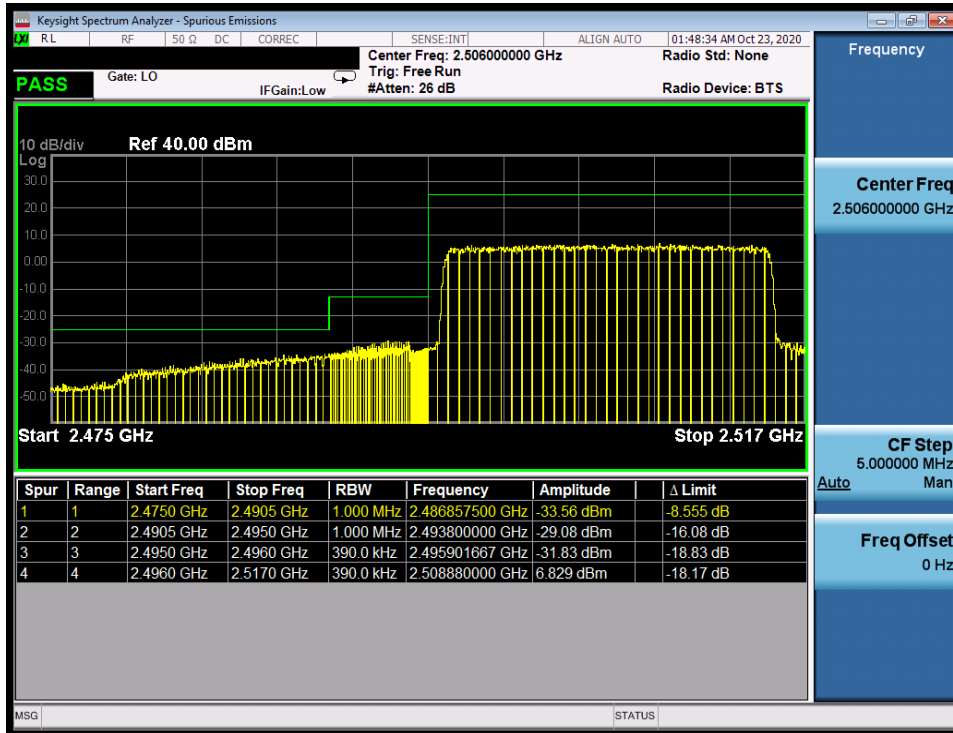 Keysight Spectrum Analyzer - Spurious Emissions
LXI RL RF 50 Ω DC CORREC SENSE:INT ALIGN AUTO 01:48:34 AM Oct 23, 2020
Center Freq: 2.506000000 GHz Radio Std: None
PASS Gate: LO Trig: Free Run
IFGain:Low #Atten: 26 dB Radio Device: BTS
10 dB/div Ref 40.00 dBm
Log
30.0
20.0
10.0
0.00
-10.0
-20.0
-30.0
-40.0
-50.0
Start 2.475 GHz Stop 2.517 GHz
Spur Range Start Freq Stop Freq RBW Frequency Amplitude Δ Limit
1 1 2.4750 GHz 2.4905 GHz 1.000 MHz 2.486857500 GHz -33.56 dBm -8.555 dB
2 2 2.4905 GHz 2.4950 GHz 1.000 MHz 2.493800000 GHz -29.08 dBm -16.08 dB
3 3 2.4950 GHz 2.4960 GHz 390.0 kHz 2.495901667 GHz -31.83 dBm -18.83 dB
4 4 2.4960 GHz 2.5170 GHz 390.0 kHz 2.508880000 GHz 6.829 dBm -18.17 dB
MSG STATUS
Frequency
Center Freq
2.506000000 GHz
CF Step
5.000000 MHz
Auto Man
Freq Offset
0 Hz